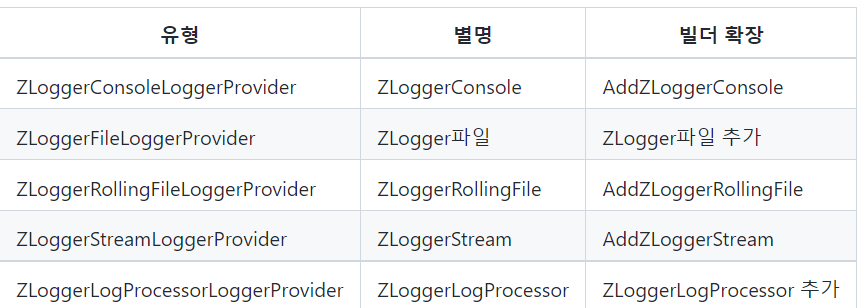 유형 별명 빌더 확장
ZLoggerConsoleLoggerProvider ZLoggerConsole AddZLoggerConsole
ZLoggerFileLoggerProvider ZLogger파일 ZLogger파일 추가
ZLoggerRollingFileLoggerProvider ZLoggerRollingFile AddZLoggerRollingFile
ZLoggerStreamLoggerProvider ZLoggerStream AddZLoggerStream
ZLoggerLogProcessorLoggerProvider ZLoggerLogProcessor ZLoggerLogProcessor 추가